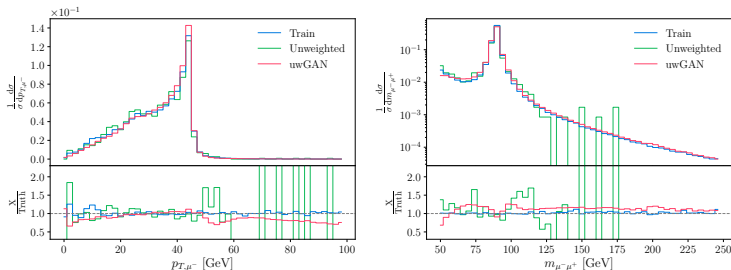 ×10⁻¹
1.4
1.2
1.0
0.8
0.6
0.4
0.2
0.0
1/σ dσ/dp_{T,μ⁻}
Train
Unweighted
uwGAN
2.0
1.5
1.0
0.5
X/Truth
0 20 40 60 80 100
p_{T,μ⁻} [GeV]
10⁻¹
10⁻²
10⁻³
10⁻⁴
1/σ dσ/dm_{μ⁻μ⁺}
Train
Unweighted
uwGAN
2.0
1.5
1.0
0.5
X/Truth
50 75 100 125 150 175 200 225 250
m_{μ⁻μ⁺} [GeV]